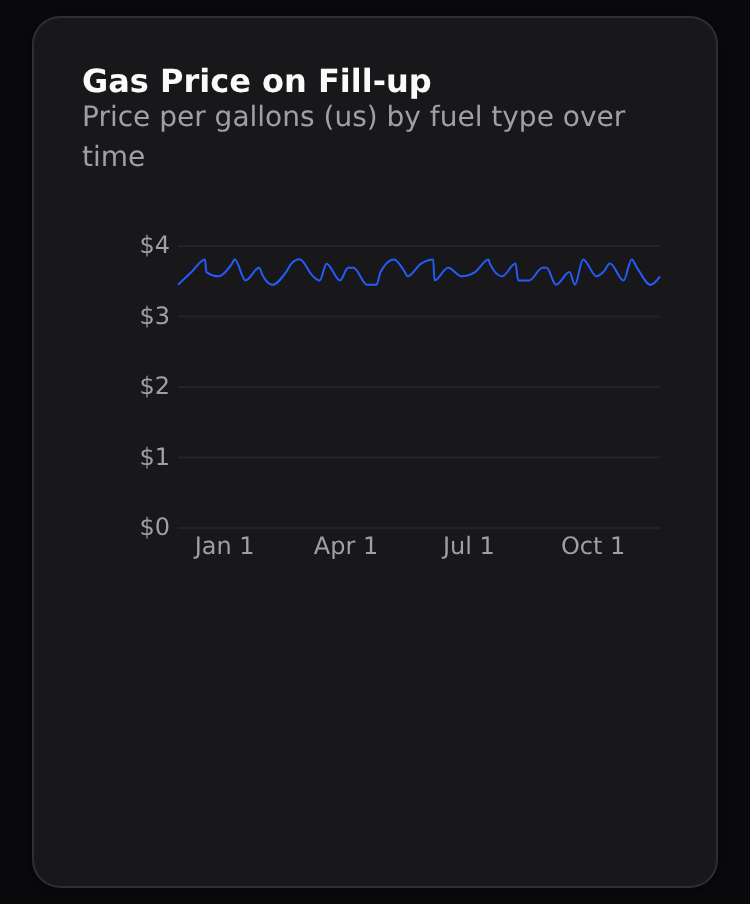 Gas Price on Fill-up
Price per gallons (us) by fuel type over
time
$4
$3
$2
$1
$0
Jan 1 Apr 1 Jul 1 Oct 1